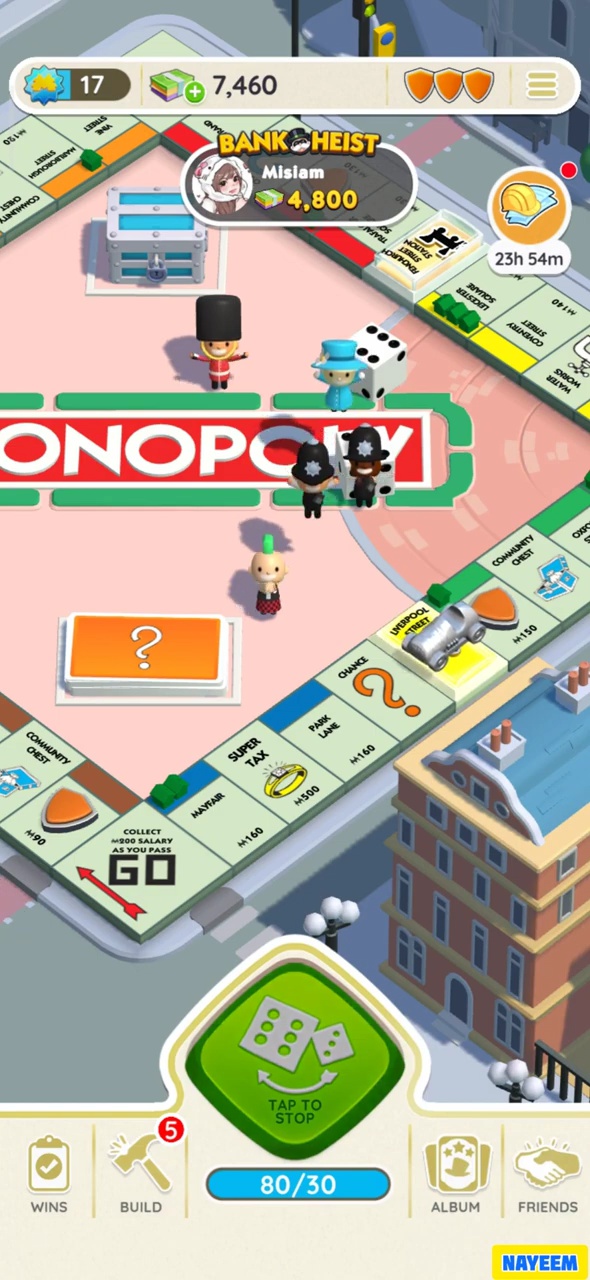 17
7,460
BANK HEIST
Misiam
4,800
23h 54m
VINE
STREET
MARLBOROUGH
STREET
COMMUNITY
CHEST
M120
FENCHURCH
STREET
STATION
LEICESTER
SQUARE
COVENTRY
STREET
M140
WATER
WORKS
ONOPOLY
COMMUNITY
CHEST
LIVERPOOL
STREET
M150
CHANCE
?
?
PARK
LANE
M160
SUPER
TAX
M500
MAYFAIR
M160
COMMUNITY
CHEST
M90
COLLECT
M200 SALARY
AS YOU PASS
GO
TAP TO
STOP
80/30
5
WINS
BUILD
ALBUM
FRIENDS
NAYEEM